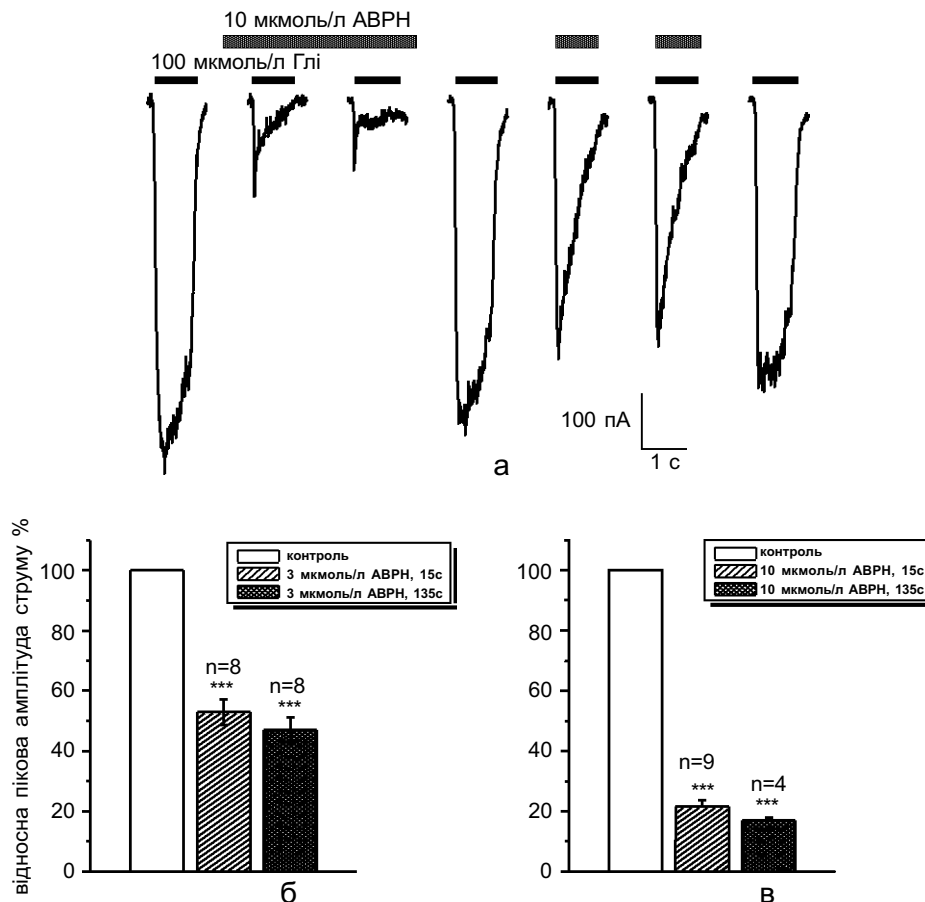 10 мкмоль/л АВРН
100 мкмоль/л Глі
100 пА
1 с
а
відносна пікова амплітуда струму %
100
80
60
40
20
0
контроль
3 мкмоль/л АВРН, 15с
3 мкмоль/л АВРН, 135с
n=8
***
n=8
***
б
100
80
60
40
20
0
контроль
10 мкмоль/л АВРН, 15с
10 мкмоль/л АВРН, 135с
n=9
***
n=4
***
в